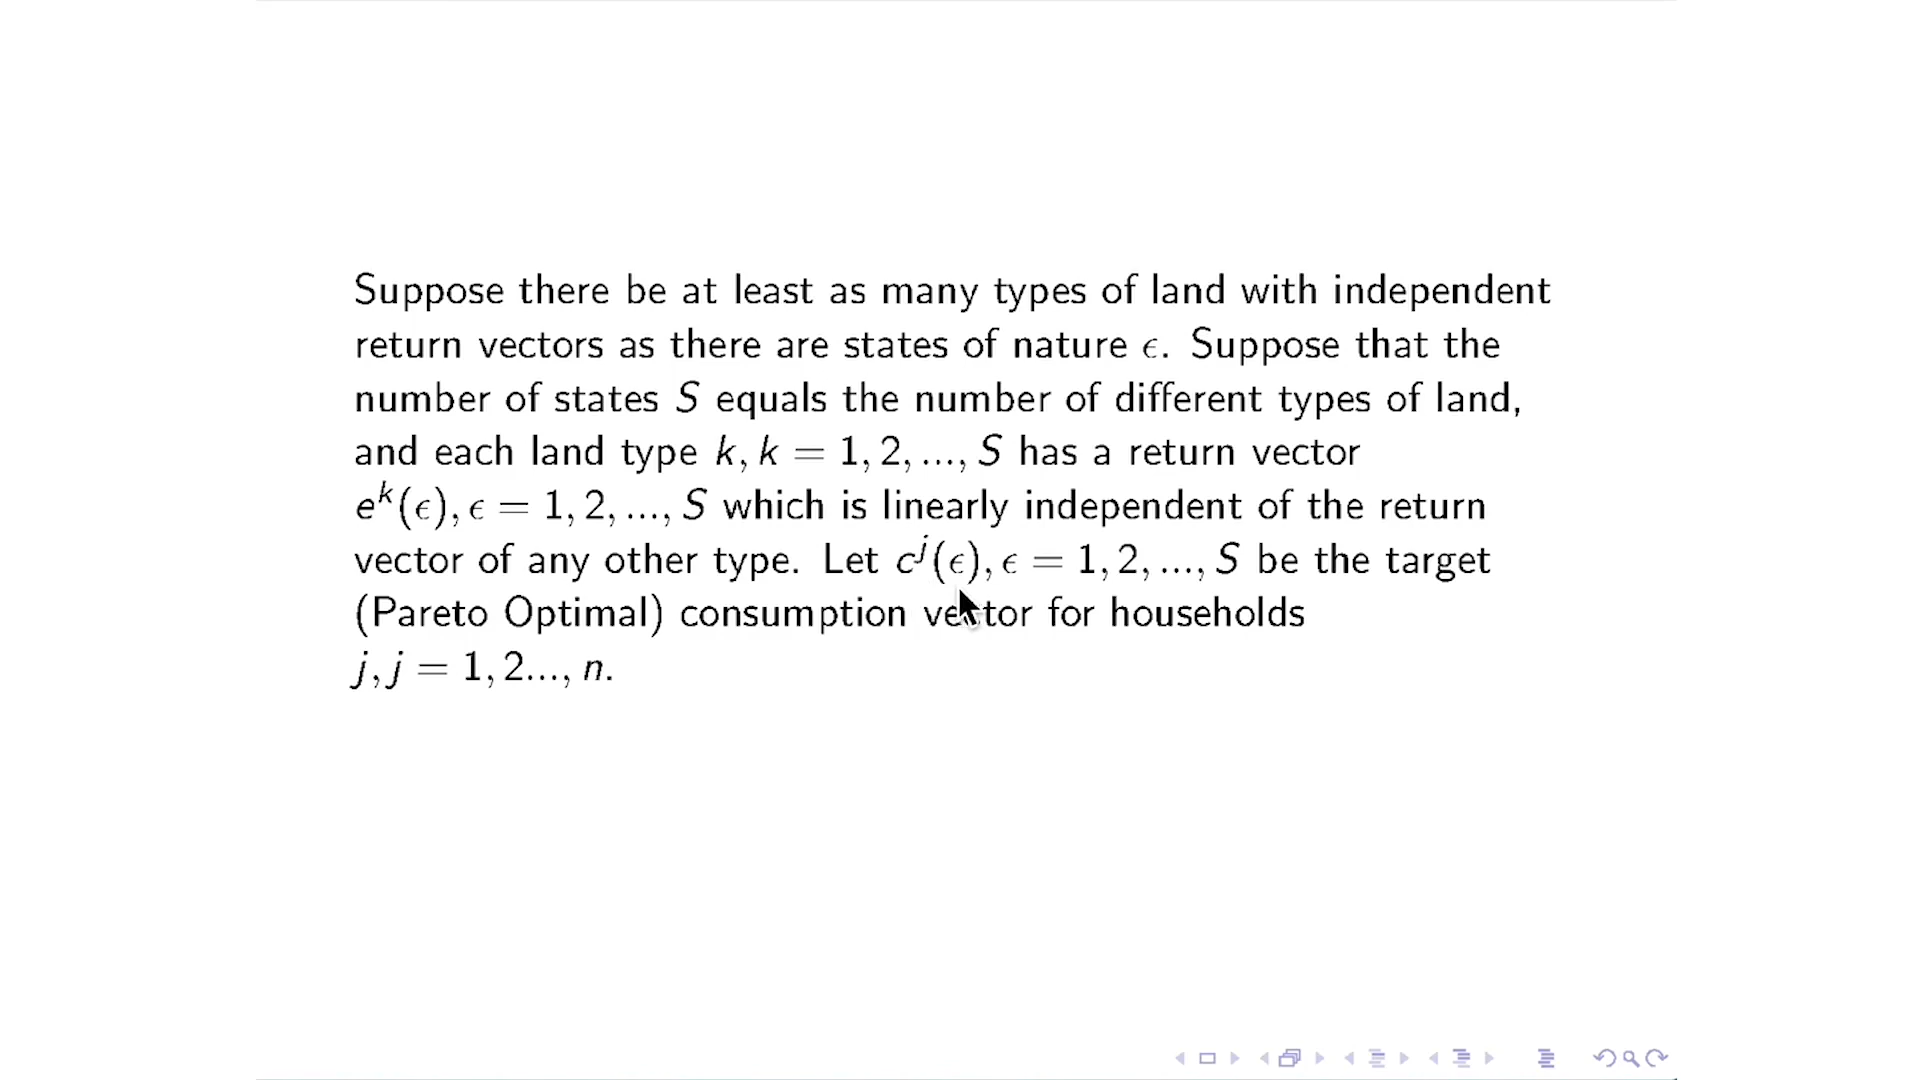 Suppose there be at least as many types of land with independent
return vectors as there are states of nature ϵ. Suppose that the
number of states S equals the number of different types of land,
and each land type k, k = 1, 2, ..., S has a return vector
eᵏ(ϵ), ϵ = 1, 2, ..., S which is linearly independent of the return
vector of any other type. Let cʲ(ϵ), ϵ = 1, 2, ..., S be the target
(Pareto Optimal) consumption vector for households
j, j = 1, 2..., n.